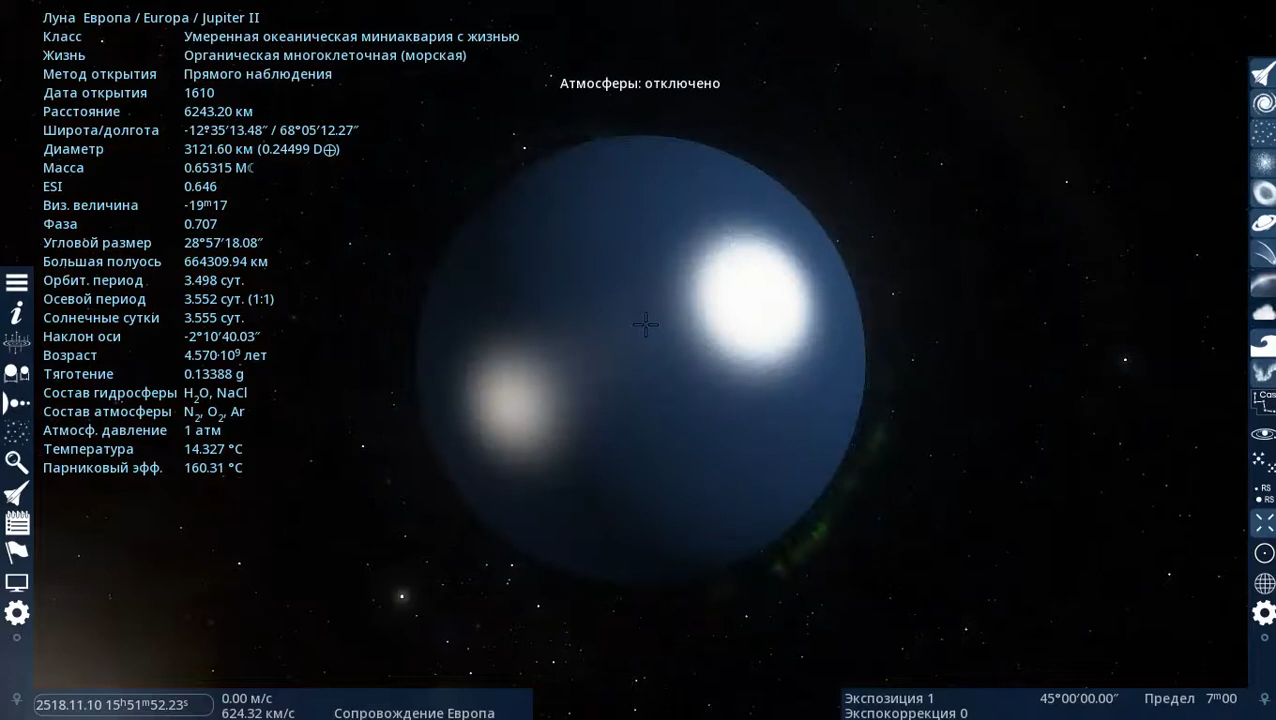 Луна Европа / Europa / Jupiter II
Класс Умеренная океаническая миниаквария с жизнью
Жизнь Органическая многоклеточная (морская)
Метод открытия Прямого наблюдения
Дата открытия 1610
Расстояние 6243.20 км
Широта/долгота -12°35′13.48″ / 68°05′12.27″
Диаметр 3121.60 км (0.24499 D⨁)
Масса 0.65315 M☾
ESI 0.646
Виз. величина -19ᵐ17
Фаза 0.707
Угловой размер 28°57′18.08″
Большая полуось 664309.94 км
Орбит. период 3.498 сут.
Осевой период 3.552 сут. (1:1)
Солнечные сутки 3.555 сут.
Наклон оси -2°10′40.03″
Возраст 4.570·10⁹ лет
Тяготение 0.13388 g
Состав гидросферы H₂O, NaCl
Состав атмосферы N₂, O₂, Ar
Атмосф. давление 1 атм
Температура 14.327 °C
Парниковый эфф. 160.31 °C
Атмосферы: отключено
Cas
RS
RS
2518.11.10 15ʰ51ᵐ52.23ˢ
0.00 м/с
624.32 км/с Сопровождение Европа
Экспозиция 1 45°00′00.00″ Предел 7ᵐ00
Экспокоррекция 0